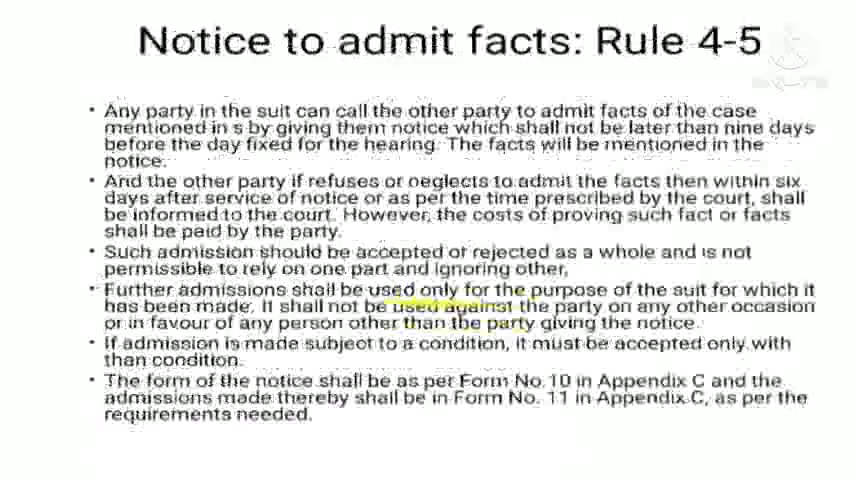 Notice to admit facts: Rule 4-5
• Any party in the suit can call the other party to admit facts of the case
mentioned in s by giving them notice which shall not be later than nine days
before the day fixed for the hearing. The facts will be mentioned in the
notice.
• And the other party if refuses or neglects to admit the facts then within six
days after service of notice or as per the time prescribed by the court, shall
be informed to the court. However, the costs of proving such fact or facts
shall be paid by the party.
• Such admission should be accepted or rejected as a whole and is not
permissible to rely on one part and ignoring other,
• Further admissions shall be used only for the purpose of the suit for which it
has been made. It shall not be used against the party on any other occasion
or in favour of any person other than the party giving the notice.
• If admission is made subject to a condition, it must be accepted only with
than condition.
• The form of the notice shall be as per Form No.10 in Appendix C and the
admissions made thereby shall be in Form No. 11 in Appendix C, as per the
requirements needed.